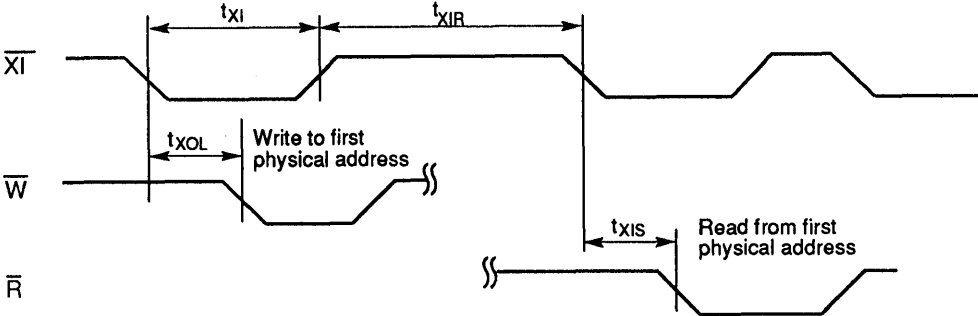 tXI
tXIR
XI
tXOL
Write to first
physical address
W
tXIS
Read from first
physical address
R